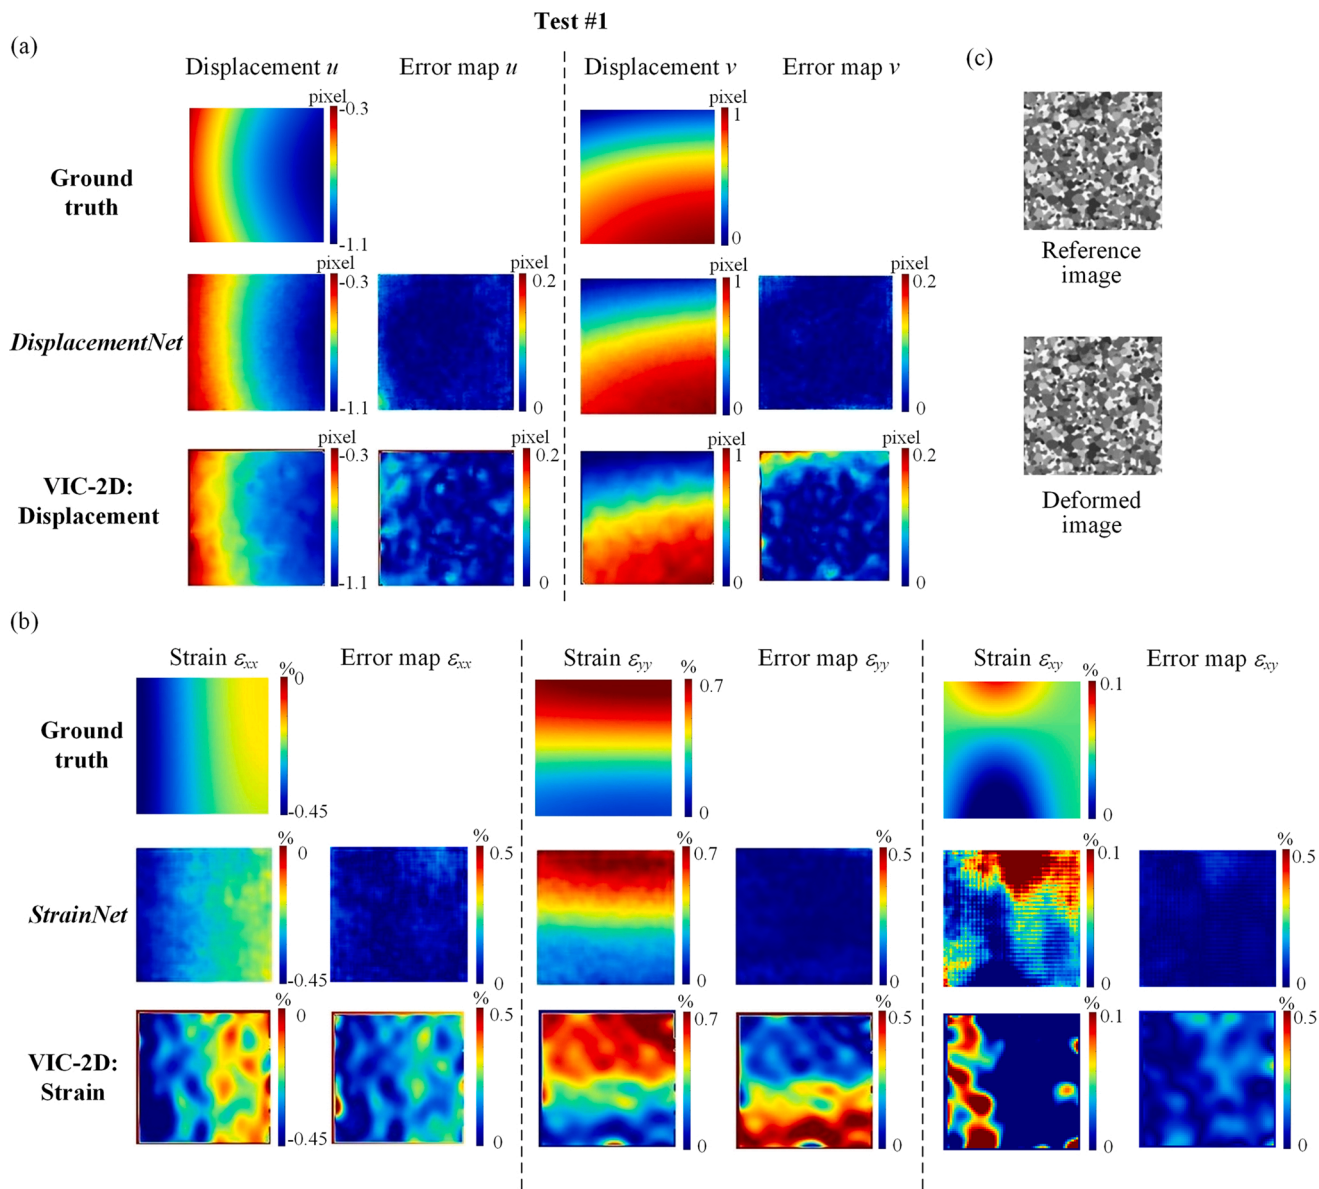 Test #1
(a)
Displacement u
Error map u
Displacement v
Error map v
(c)
pixel
-0.3
pixel
1
Ground
truth
-1.1
0
Reference
image
pixel
-0.3
pixel
0.2
pixel
1
pixel
0.2
DisplacementNet
-1.1
0
0
0
pixel
-0.3
pixel
0.2
pixel
1
pixel
0.2
VIC-2D:
Displacement
-1.1
0
0
0
Deformed
image
(b)
Strain εxx
Error map εxx
Strain εyy
Error map εyy
Strain εxy
Error map εxy
%
0
%
0.7
%
0.1
Ground
truth
-0.45
0
0
%
0
%
0.5
%
0.7
%
0.5
%
0.1
%
0.5
StrainNet
-0.45
0
0
0
0
0
%
0
%
0.5
%
0.7
%
0.5
%
0.1
%
0.5
VIC-2D:
Strain
-0.45
0
0
0
0
0